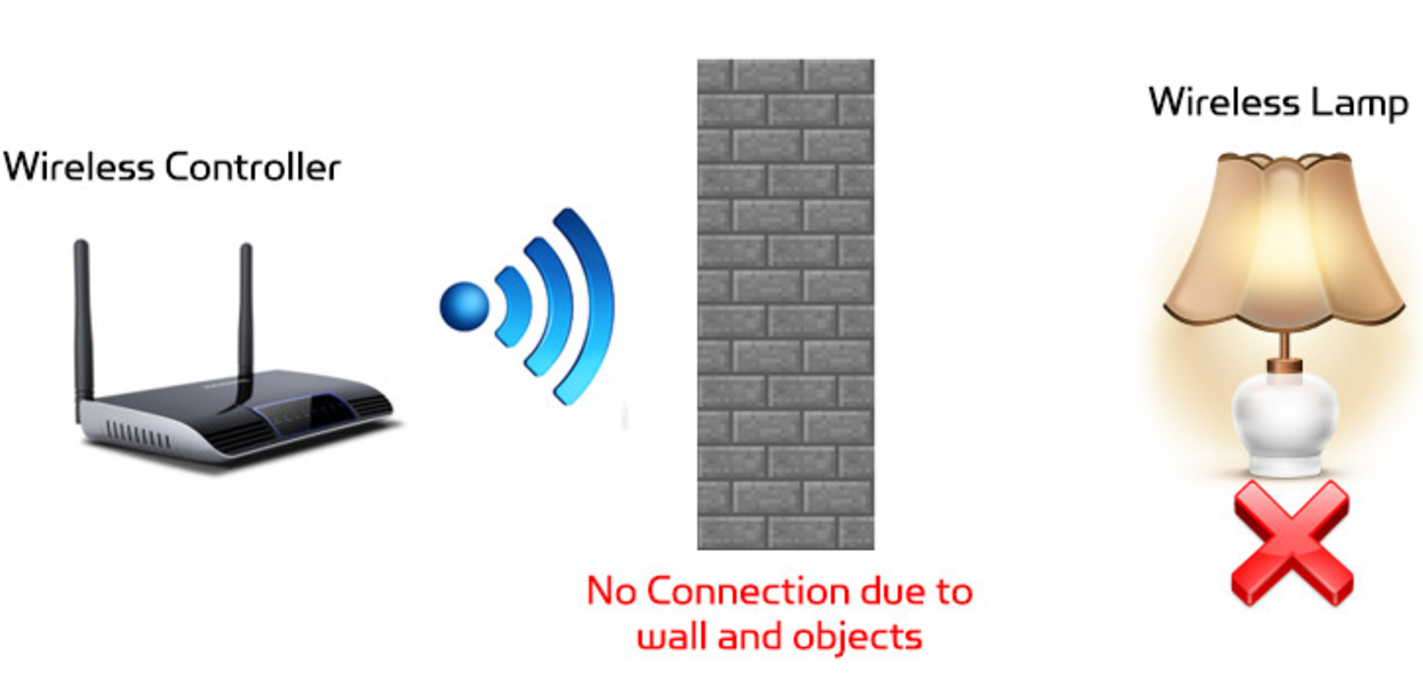 Wireless Lamp
Wireless Controller
No Connection due to
wall and objects